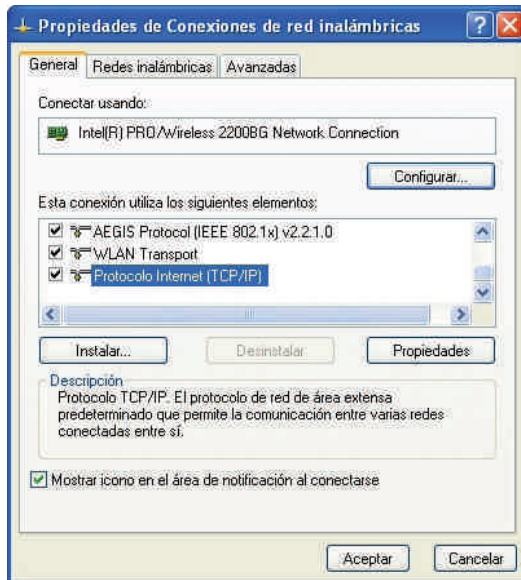 Propiedades de Conexiones de red inalámbricas
General Redes inalámbricas Avanzadas
Conectar usando:
Intel(R) PRO/Wireless 2200BG Network Connection
Configurar...
Esta conexión utiliza los siguientes elementos:
AEGIS Protocol (IEEE 802.1x) v2.2.1.0
WLAN Transport
Protocolo Internet (TCP/IP)
Instalar... Desinstalar Propiedades
Descripción
Protocolo TCP/IP. El protocolo de red de área extensa
predeterminado que permite la comunicación entre varias redes
conectadas entre sí.
Mostrar icono en el área de notificación al conectarse
Aceptar Cancelar